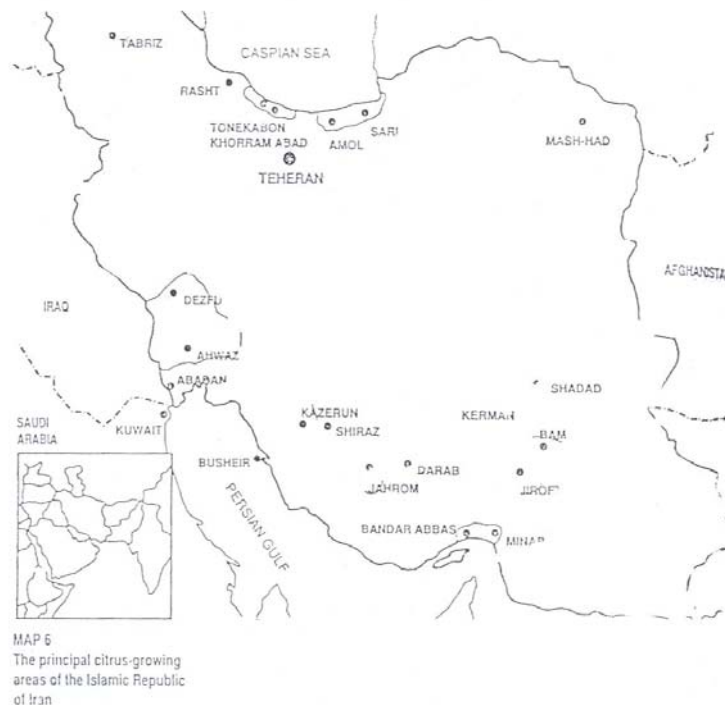 TABRIZ
CASPIAN SEA
RASHT
TONEKABON
KHORRAM ABAD
AMOL
SARI
TEHERAN
MASH-HAD
AFGHANISTA
IRAQ
DEZFU
AHWAZ
ABADAN
KUWAIT
SAUDI
ARABIA
KAZERUN
SHIRAZ
KERMAN
SHADAD
BAM
BUSHEIR
JAHROM
DARAB
JIROFT
PERSIAN GULF
BANDAR ABBAS
MINAB
MAP 6
The principal citrus-growing
areas of the Islamic Republic
of Iran